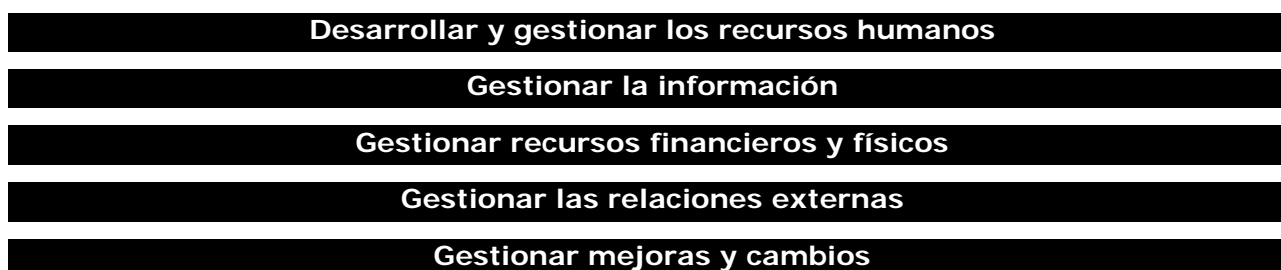 Desarrollar y gestionar los recursos humanos
Gestionar la información
Gestionar recursos financieros y físicos
Gestionar las relaciones externas
Gestionar mejoras y cambios